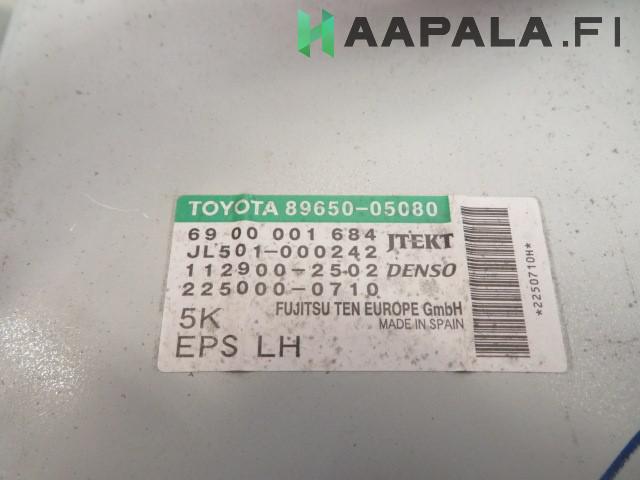 HAAPALA.FI
TOYOTA 89650-05080
69 00 001 684 JTEKT
JL501-000242
112900-2502 DENSO
225000-0710
FUJITSU TEN EUROPE GmbH
5K MADE IN SPAIN
EPS LH
*2250710H*